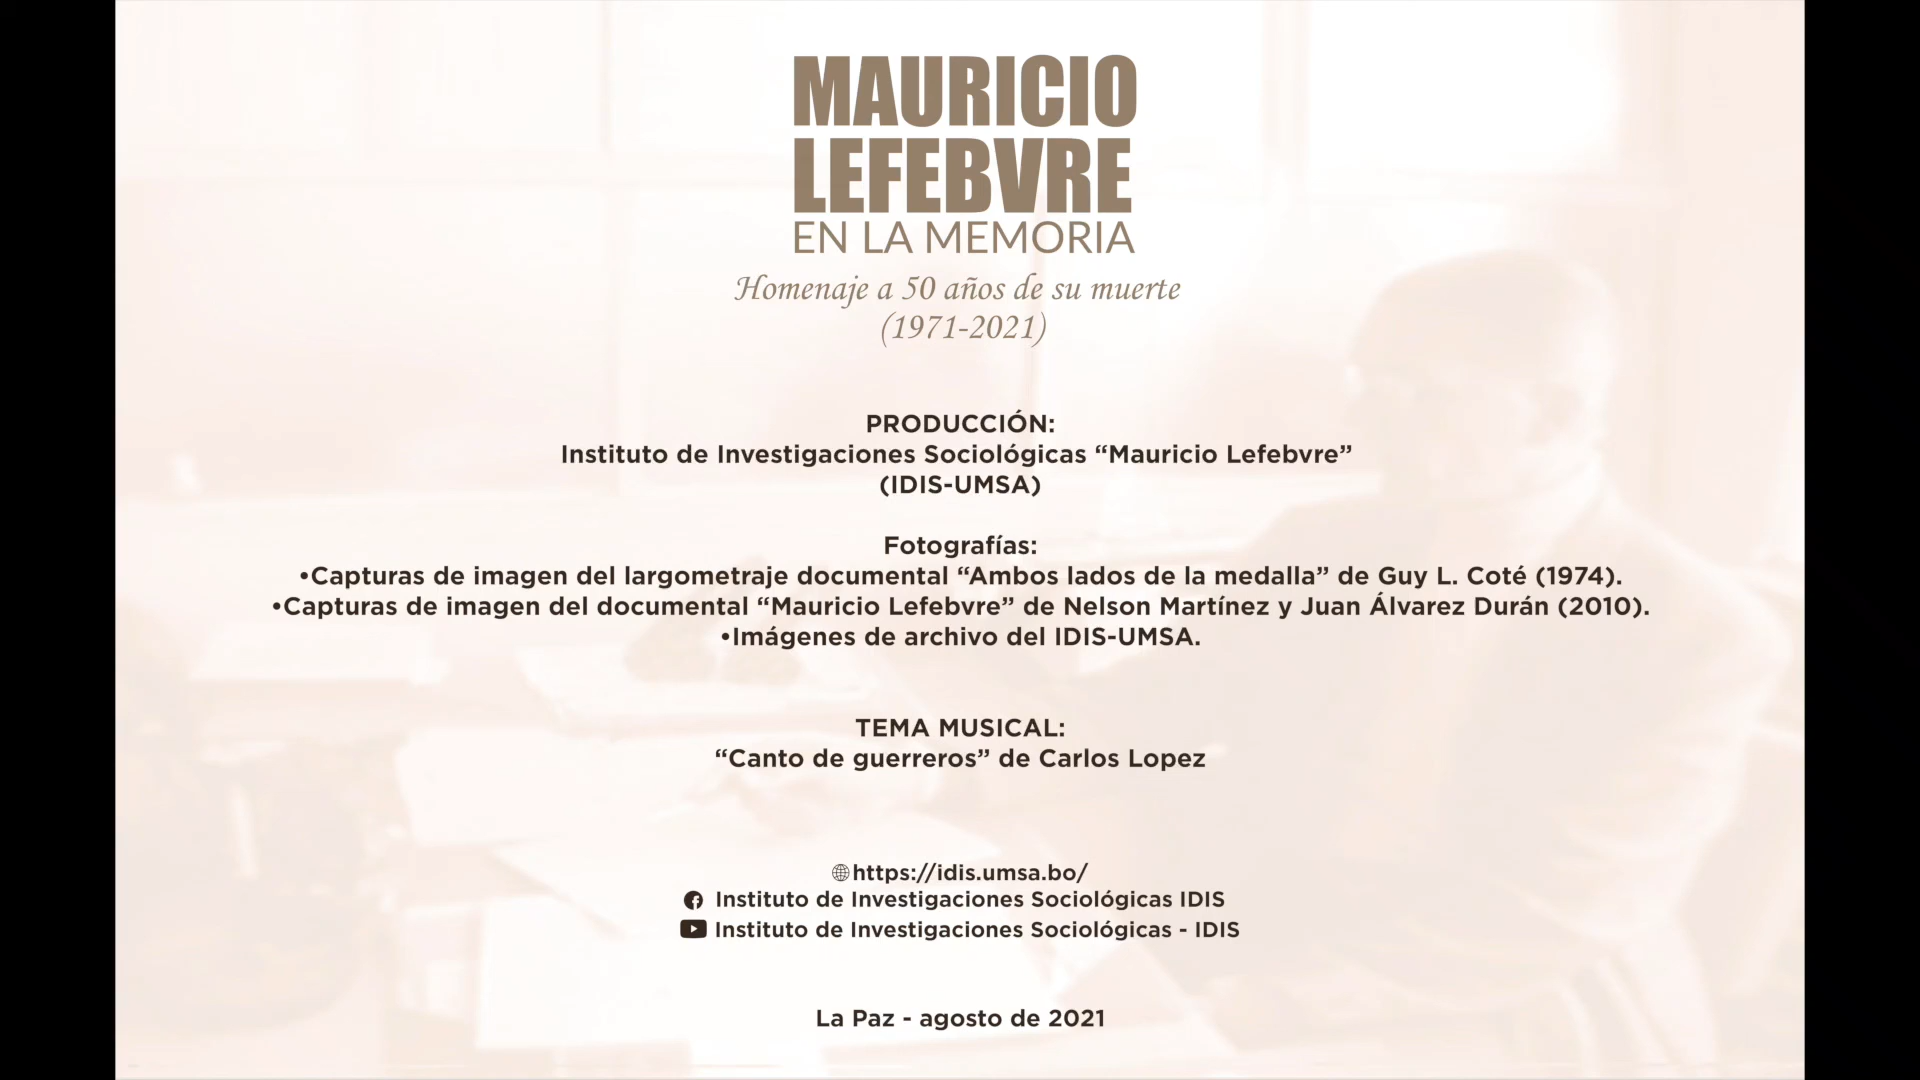 MAURICIO
LEFEBVRE
EN LA MEMORIA
Homenaje a 50 años de su muerte
(1971-2021)
PRODUCCIÓN:
Instituto de Investigaciones Sociológicas “Mauricio Lefebvre”
(IDIS-UMSA)
Fotografías:
•Capturas de imagen del largometraje documental “Ambos lados de la medalla” de Guy L. Coté (1974).
•Capturas de imagen del documental “Mauricio Lefebvre” de Nelson Martínez y Juan Álvarez Durán (2010).
•Imágenes de archivo del IDIS-UMSA.
TEMA MUSICAL:
“Canto de guerreros” de Carlos Lopez
https://idis.umsa.bo/
Instituto de Investigaciones Sociológicas IDIS
Instituto de Investigaciones Sociológicas - IDIS
La Paz - agosto de 2021